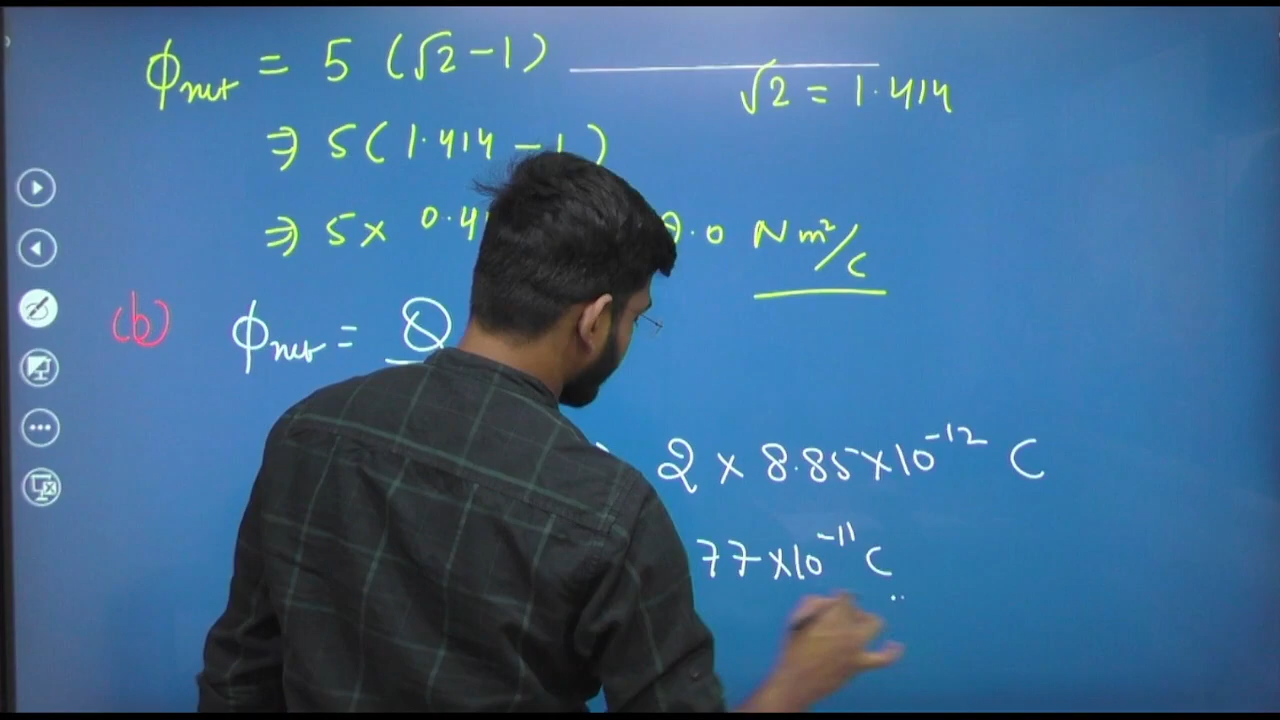 ϕnet = 5 (√2 − 1)
√2 = 1.414
⇒ 5 (1.414 − 1)
⇒ 5 × 0.4 .0 Nm²/C
(b) ϕnet = Q
2 × 8.85 × 10⁻¹² C
77 × 10⁻¹¹ C